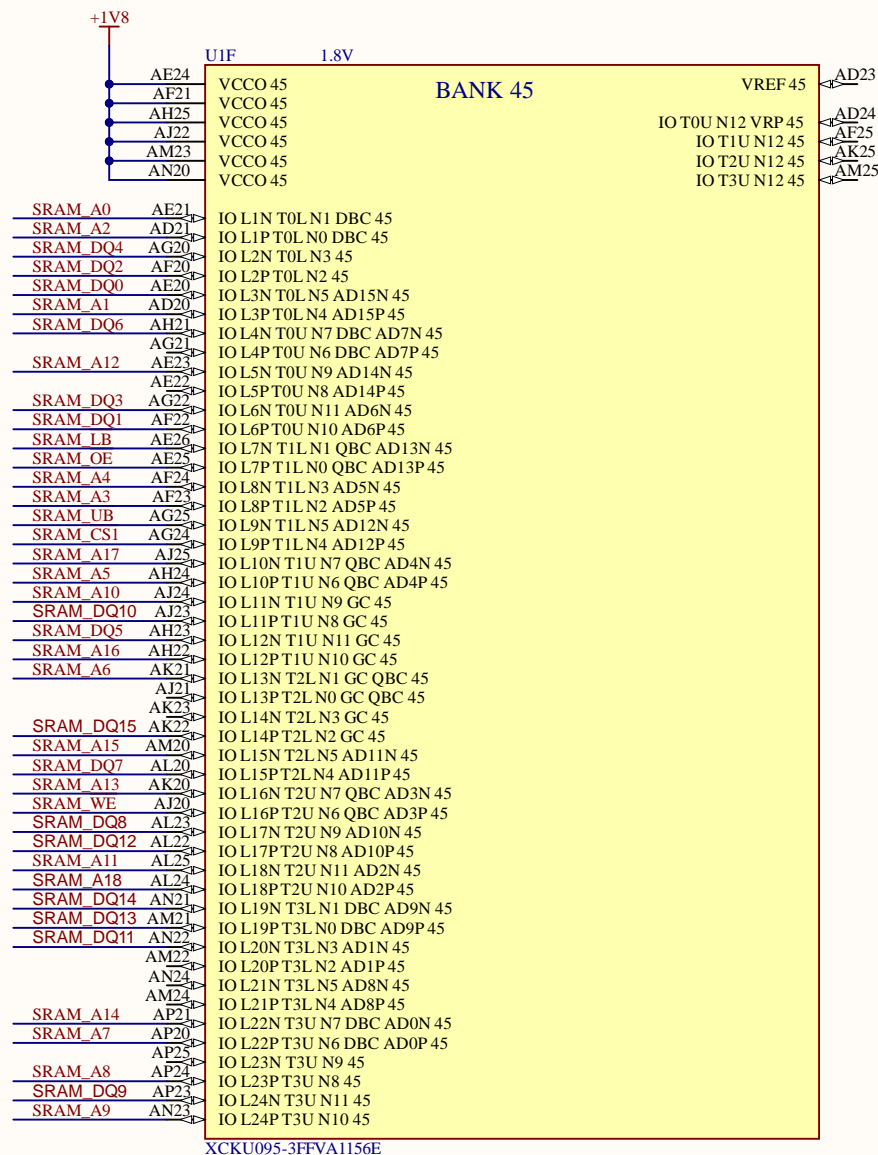 +1V8
U1F 1.8V
BANK 45
AE24 VCCO 45 VREF 45 AD23
AF21 VCCO 45
AH25 VCCO 45 IO T0U N12 VRP 45 AD24
AJ22 VCCO 45 IO T1U N12 45 AF25
AM23 VCCO 45 IO T2U N12 45 AK25
AN20 VCCO 45 IO T3U N12 45 AM25
SRAM_A0 AE21 IO L1N T0L N1 DBC 45
SRAM_A2 AD21 IO L1P T0L N0 DBC 45
SRAM_DQ4 AG20 IO L2N T0L N3 45
SRAM_DQ2 AF20 IO L2P T0L N2 45
SRAM_DQ0 AE20 IO L3N T0L N5 AD15N 45
SRAM_A1 AD20 IO L3P T0L N4 AD15P 45
SRAM_DQ6 AH21 IO L4N T0U N7 DBC AD7N 45
AG21 IO L4P T0U N6 DBC AD7P 45
SRAM_A12 AE23 IO L5N T0U N9 AD14N 45
AE22 IO L5P T0U N8 AD14P 45
SRAM_DQ3 AG22 IO L6N T0U N11 AD6N 45
SRAM_DQ1 AF22 IO L6P T0U N10 AD6P 45
SRAM_LB AE26 IO L7N T1L N1 QBC AD13N 45
SRAM_OE AE25 IO L7P T1L N0 QBC AD13P 45
SRAM_A4 AF24 IO L8N T1L N3 AD5N 45
SRAM_A3 AF23 IO L8P T1L N2 AD5P 45
SRAM_UB AG25 IO L9N T1L N5 AD12N 45
SRAM_CS1 AG24 IO L9P T1L N4 AD12P 45
SRAM_A17 AJ25 IO L10N T1U N7 QBC AD4N 45
SRAM_A5 AH24 IO L10P T1U N6 QBC AD4P 45
SRAM_A10 AJ24 IO L11N T1U N9 GC 45
SRAM_DQ10 AJ23 IO L11P T1U N8 GC 45
SRAM_DQ5 AH23 IO L12N T1U N11 GC 45
SRAM_A16 AH22 IO L12P T1U N10 GC 45
SRAM_A6 AK21 IO L13N T2L N1 GC QBC 45
AJ21 IO L13P T2L N0 GC QBC 45
AK23 IO L14N T2L N3 GC 45
SRAM_DQ15 AK22 IO L14P T2L N2 GC 45
SRAM_A15 AM20 IO L15N T2L N5 AD11N 45
SRAM_DQ7 AL20 IO L15P T2L N4 AD11P 45
SRAM_A13 AK20 IO L16N T2U N7 QBC AD3N 45
SRAM_WE AJ20 IO L16P T2U N6 QBC AD3P 45
SRAM_DQ8 AL23 IO L17N T2U N9 AD10N 45
SRAM_DQ12 AL22 IO L17P T2U N8 AD10P 45
SRAM_A11 AL25 IO L18N T2U N11 AD2N 45
SRAM_A18 AL24 IO L18P T2U N10 AD2P 45
SRAM_DQ14 AN21 IO L19N T3L N1 DBC AD9N 45
SRAM_DQ13 AM21 IO L19P T3L N0 DBC AD9P 45
SRAM_DQ11 AN22 IO L20N T3L N3 AD1N 45
AM22 IO L20P T3L N2 AD1P 45
AN24 IO L21N T3L N5 AD8N 45
AM24 IO L21P T3L N4 AD8P 45
SRAM_A14 AP21 IO L22N T3U N7 DBC AD0N 45
SRAM_A7 AP20 IO L22P T3U N6 DBC AD0P 45
AP25 IO L23N T3U N9 45
SRAM_A8 AP24 IO L23P T3U N8 45
SRAM_DQ9 AP23 IO L24N T3U N11 45
SRAM_A9 AN23 IO L24P T3U N10 45
XCKU095-3FFVA1156E